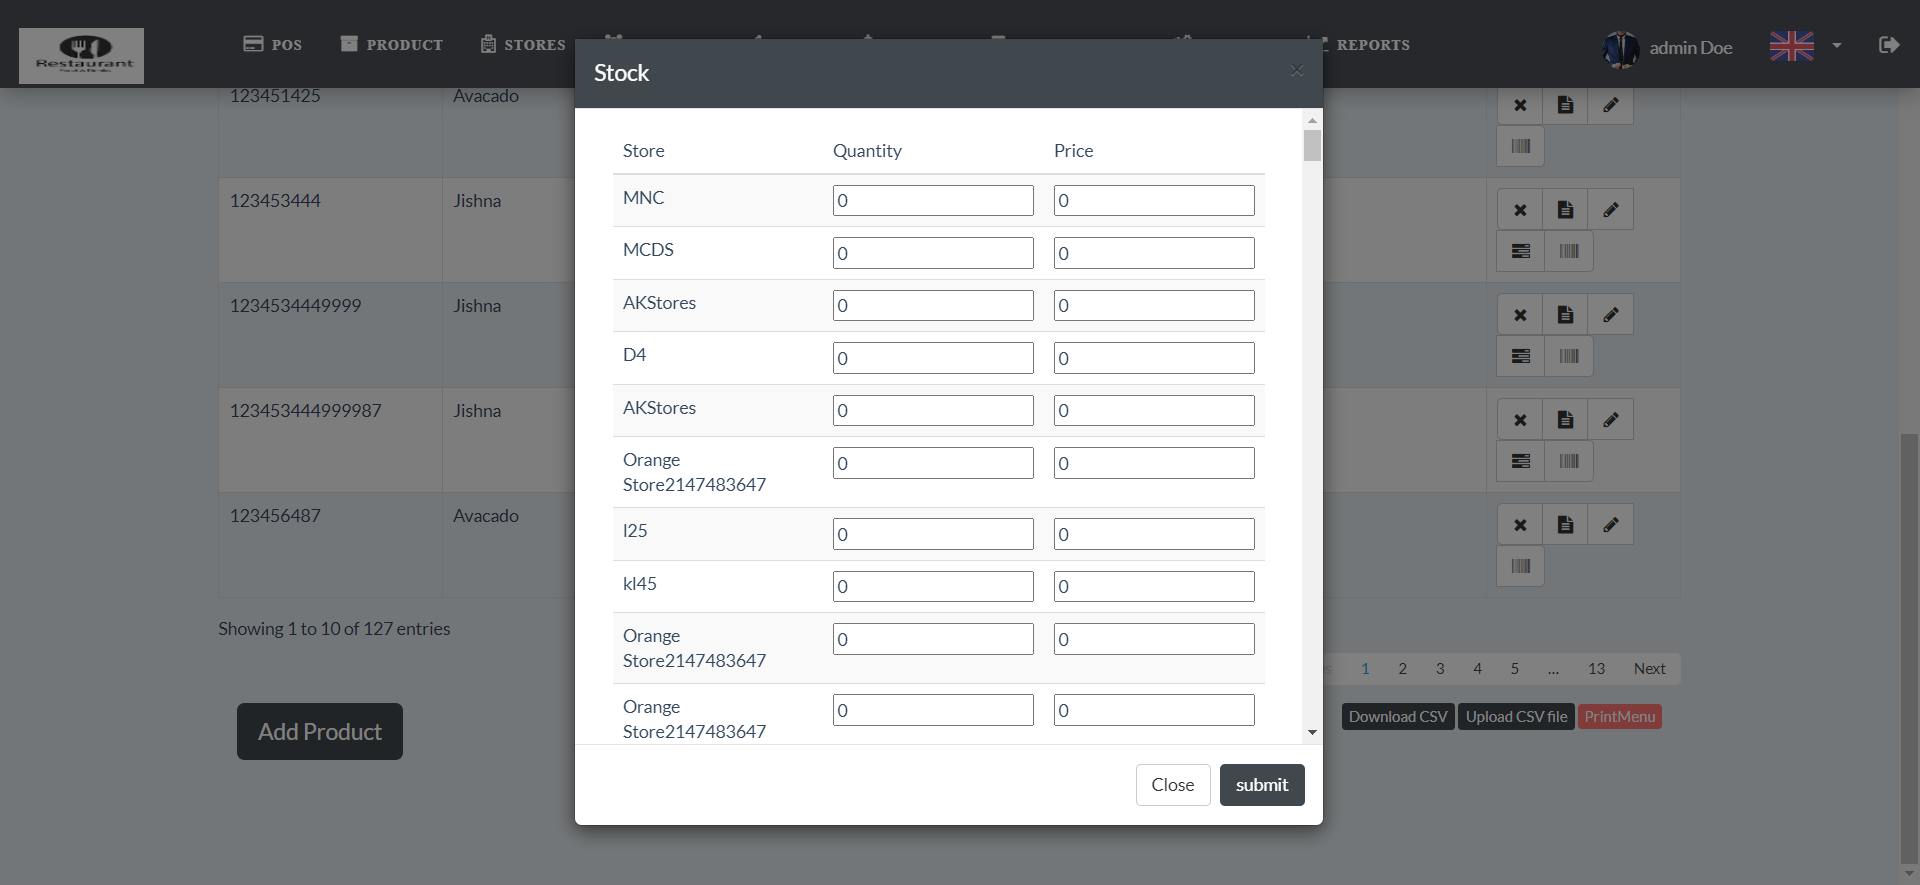 Restaurant
POS
PRODUCT
STORES
REPORTS
admin Doe
Stock
×
123451425 Avacado
123453444 Jishna
1234534449999 Jishna
123453444999987 Jishna
123456487 Avacado
Store Quantity Price
MNC 0 0
MCDS 0 0
AKStores 0 0
D4 0 0
AKStores 0 0
Orange 0 0
Store2147483647
l25 0 0
kl45 0 0
Orange 0 0
Store2147483647
Orange 0 0
Store2147483647
Close submit
Showing 1 to 10 of 127 entries
1 2 3 4 5 ... 13 Next
Add Product
Download CSV Upload CSV file PrintMenu